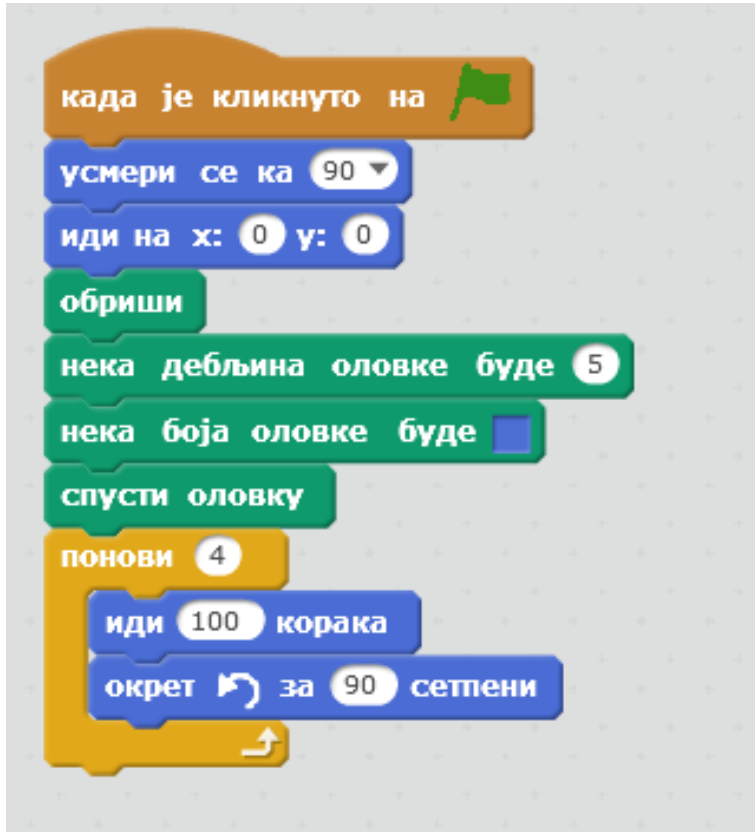 када је кликнуто на
усмери се ка 90
иди на x: 0 y: 0
обриши
нека дебљина оловке буде 5
нека боја оловке буде
спусти оловку
понови 4
иди 100 корака
окрет за 90 сетпени